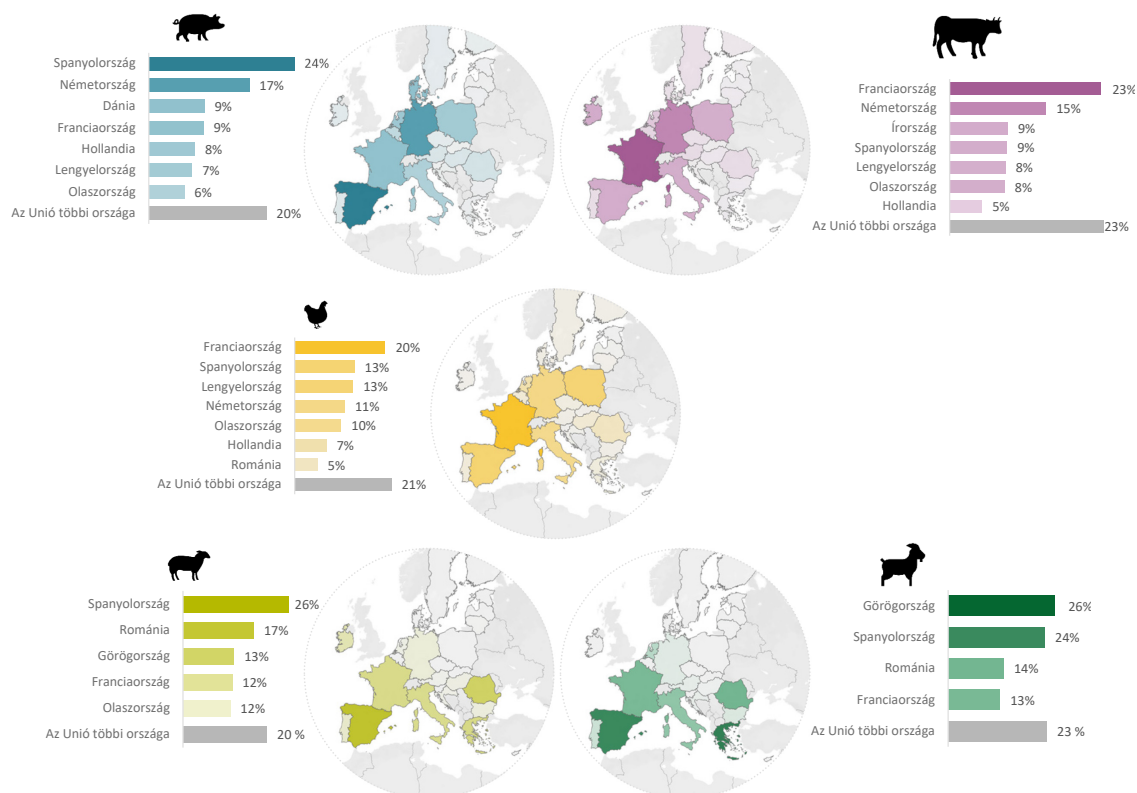 Spanyolország 24%
Németország 17%
Dánia 9%
Franciaország 9%
Hollandia 8%
Lengyelország 7%
Olaszország 6%
Az Unió többi országa 20%
Franciaország 23%
Németország 15%
Írország 9%
Spanyolország 9%
Lengyelország 8%
Olaszország 8%
Hollandia 5%
Az Unió többi országa 23%
Franciaország 20%
Spanyolország 13%
Lengyelország 13%
Németország 11%
Olaszország 10%
Hollandia 7%
Románia 5%
Az Unió többi országa 21%
Spanyolország 26%
Románia 17%
Görögország 13%
Franciaország 12%
Olaszország 12%
Az Unió többi országa 20 %
Görögország 26%
Spanyolország 24%
Románia 14%
Franciaország 13%
Az Unió többi országa 23 %